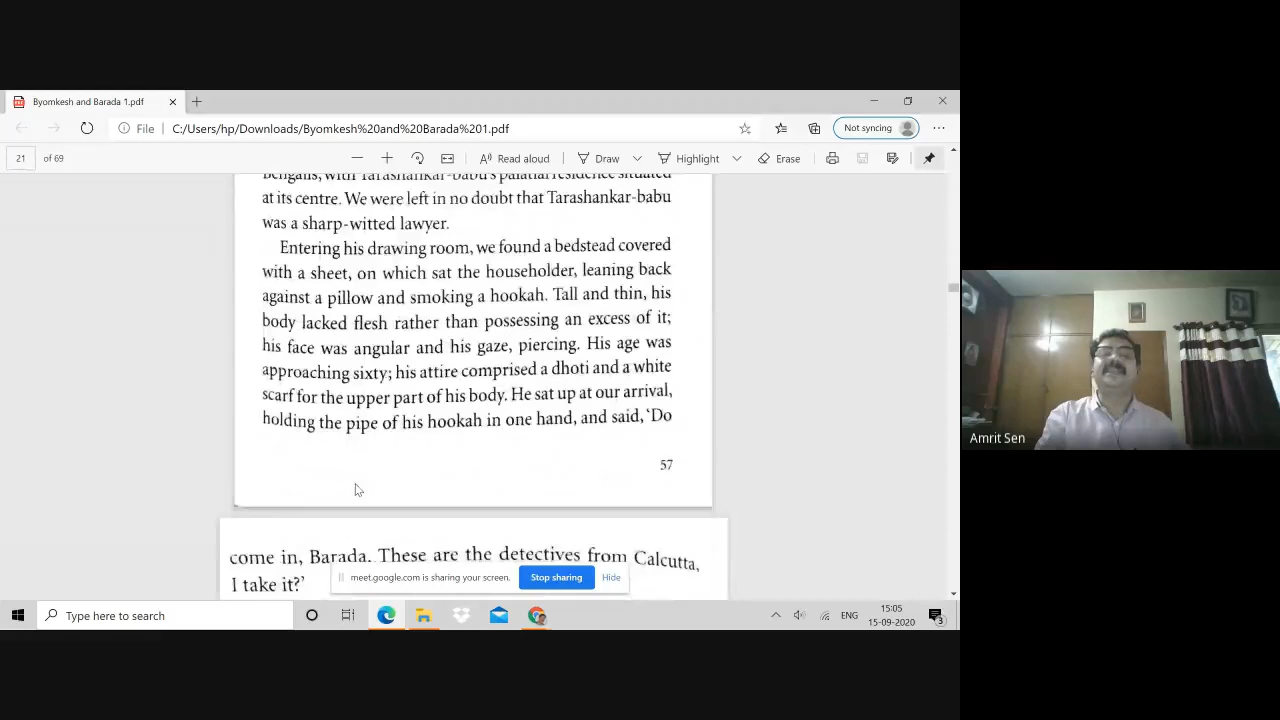 Byomkesh and Barada 1.pdf
File C:/Users/hp/Downloads/Byomkesh%20and%20Barada%201.pdf Not syncing
21 of 69 Read aloud Draw Highlight Erase
Bengalis, with Tarashankar-babu's palatial residence situated
at its centre. We were left in no doubt that Tarashankar-babu
was a sharp-witted lawyer.
Entering his drawing room, we found a bedstead covered
with a sheet, on which sat the householder, leaning back
against a pillow and smoking a hookah. Tall and thin, his
body lacked flesh rather than possessing an excess of it;
his face was angular and his gaze, piercing. His age was
approaching sixty; his attire comprised a dhoti and a white
scarf for the upper part of his body. He sat up at our arrival,
holding the pipe of his hookah in one hand, and said, 'Do
57
come in, Barada. These are the detectives from Calcutta,
I take it?'
meet.google.com is sharing your screen. Stop sharing Hide
Type here to search
ENG
15:05
15-09-2020
3
Amrit Sen